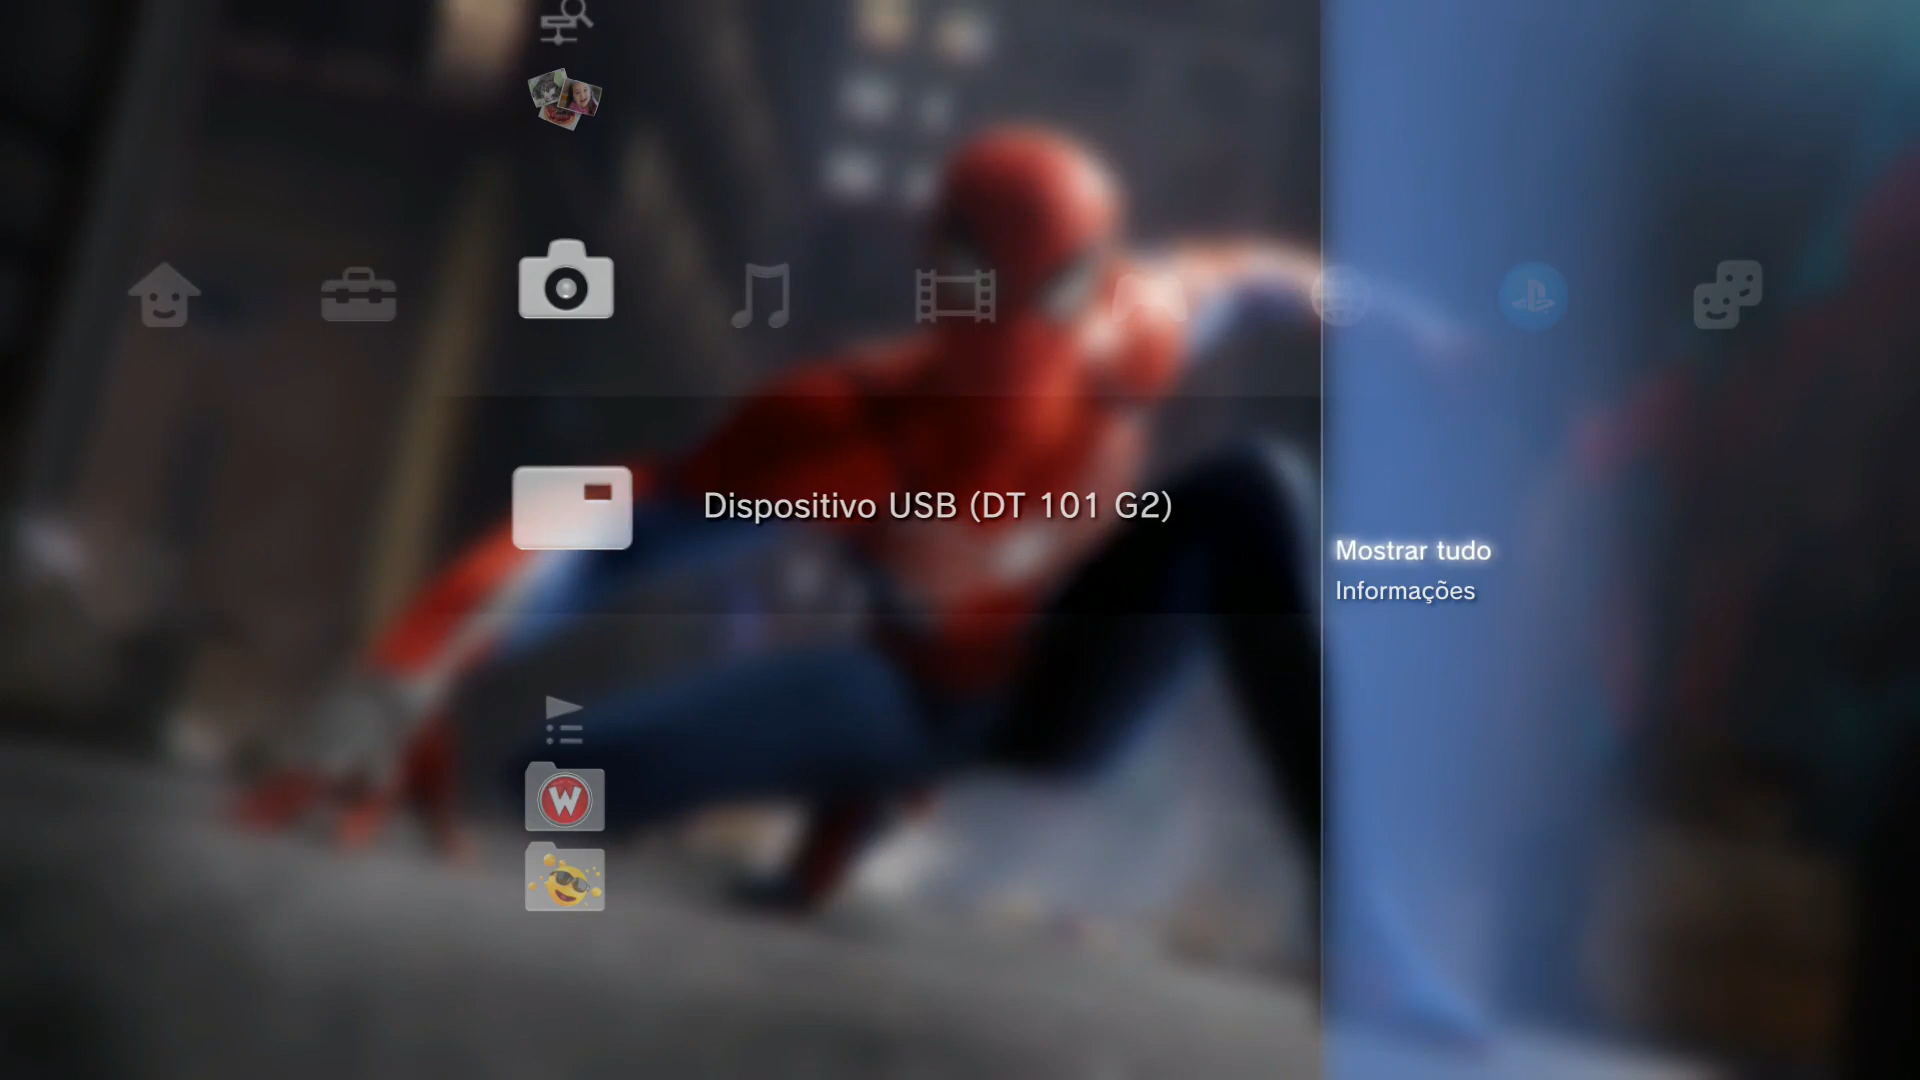 Dispositivo USB (DT 101 G2)
Mostrar tudo
Informações
W